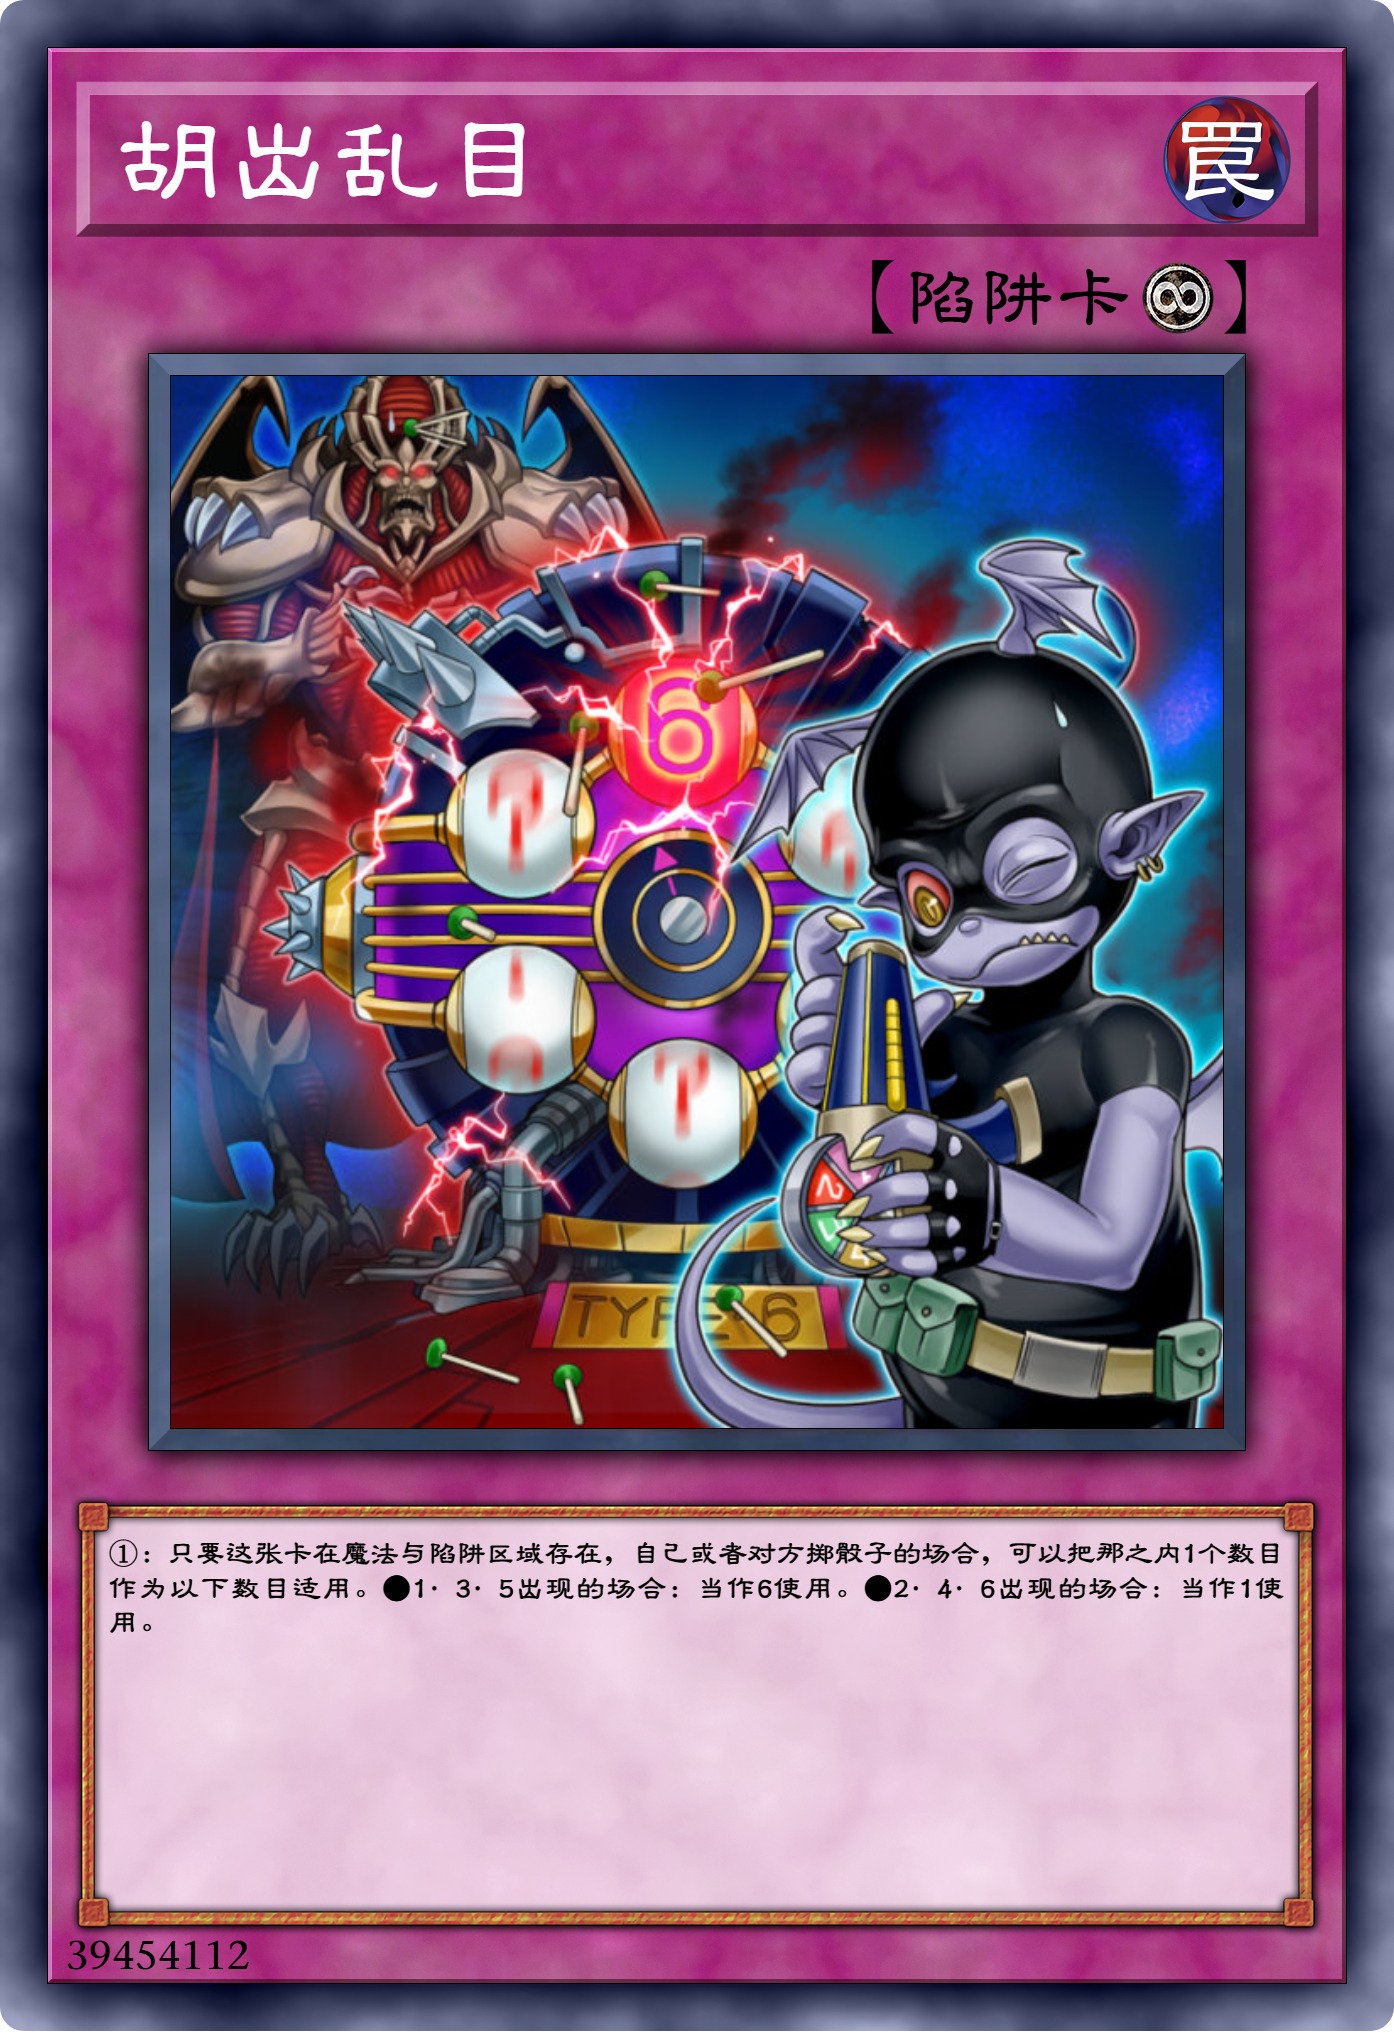 胡出乱目
罠
【陷阱卡∞】
6
2
3
4
TYPE-6
①：只要这张卡在魔法与陷阱区域存在，自己或者对方掷骰子的场合，可以把那之内1个数目
作为以下数目适用。●1·3·5出现的场合：当作6使用。●2·4·6出现的场合：当作1使
用。
39454112